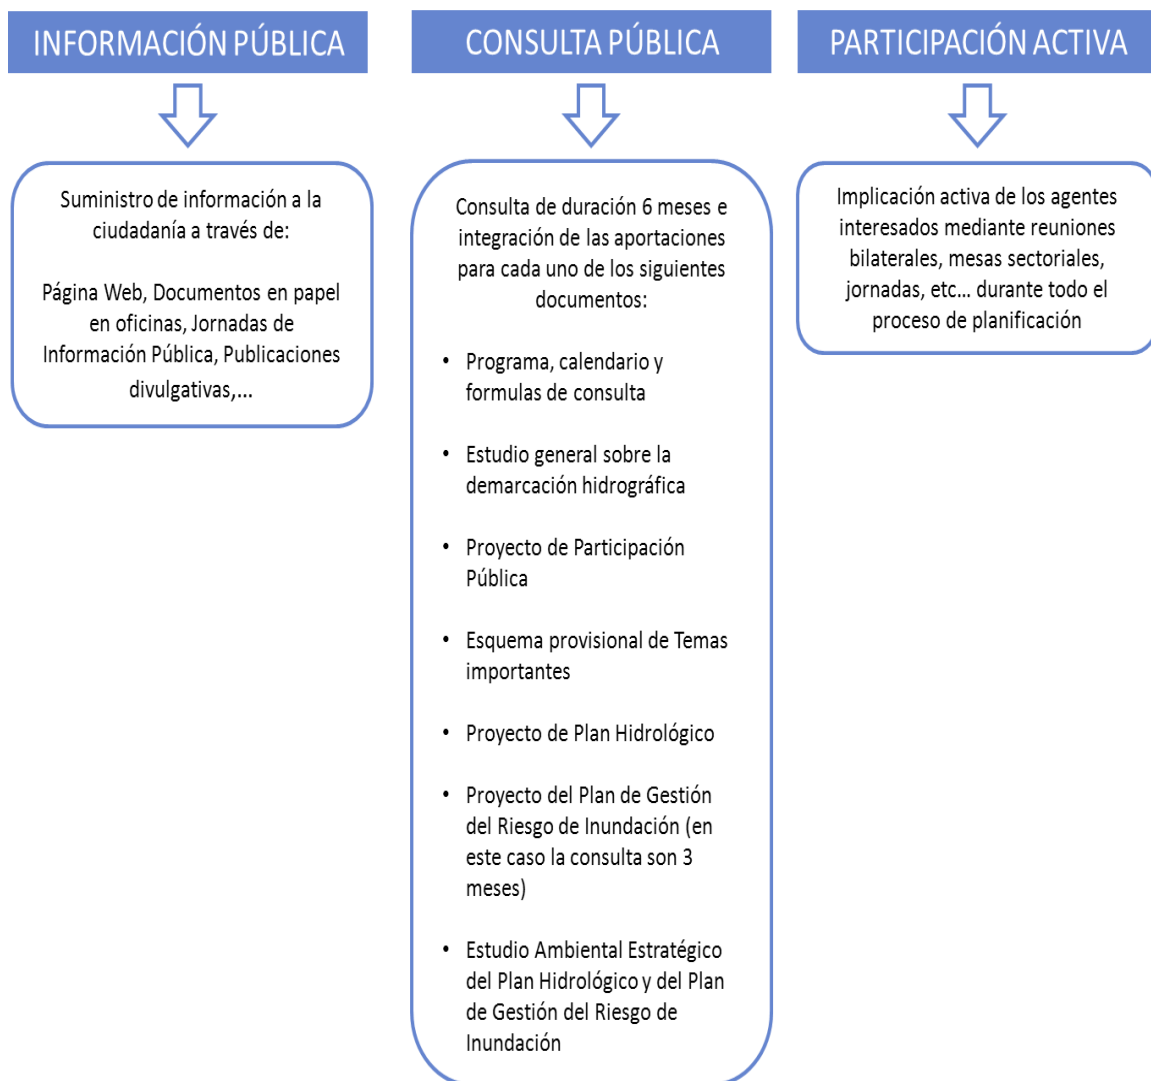 INFORMACIÓN PÚBLICA
Suministro de información a la
ciudadanía a través de:
Página Web, Documentos en papel
en oficinas, Jornadas de
Información Pública, Publicaciones
divulgativas,...
CONSULTA PÚBLICA
Consulta de duración 6 meses e
integración de las aportaciones
para cada uno de los siguientes
documentos:
• Programa, calendario y
formulas de consulta
• Estudio general sobre la
demarcación hidrográfica
• Proyecto de Participación
Pública
• Esquema provisional de Temas
importantes
• Proyecto de Plan Hidrológico
• Proyecto del Plan de Gestión
del Riesgo de Inundación (en
este caso la consulta son 3
meses)
• Estudio Ambiental Estratégico
del Plan Hidrológico y del Plan
de Gestión del Riesgo de
Inundación
PARTICIPACIÓN ACTIVA
Implicación activa de los agentes
interesados mediante reuniones
bilaterales, mesas sectoriales,
jornadas, etc... durante todo el
proceso de planificación